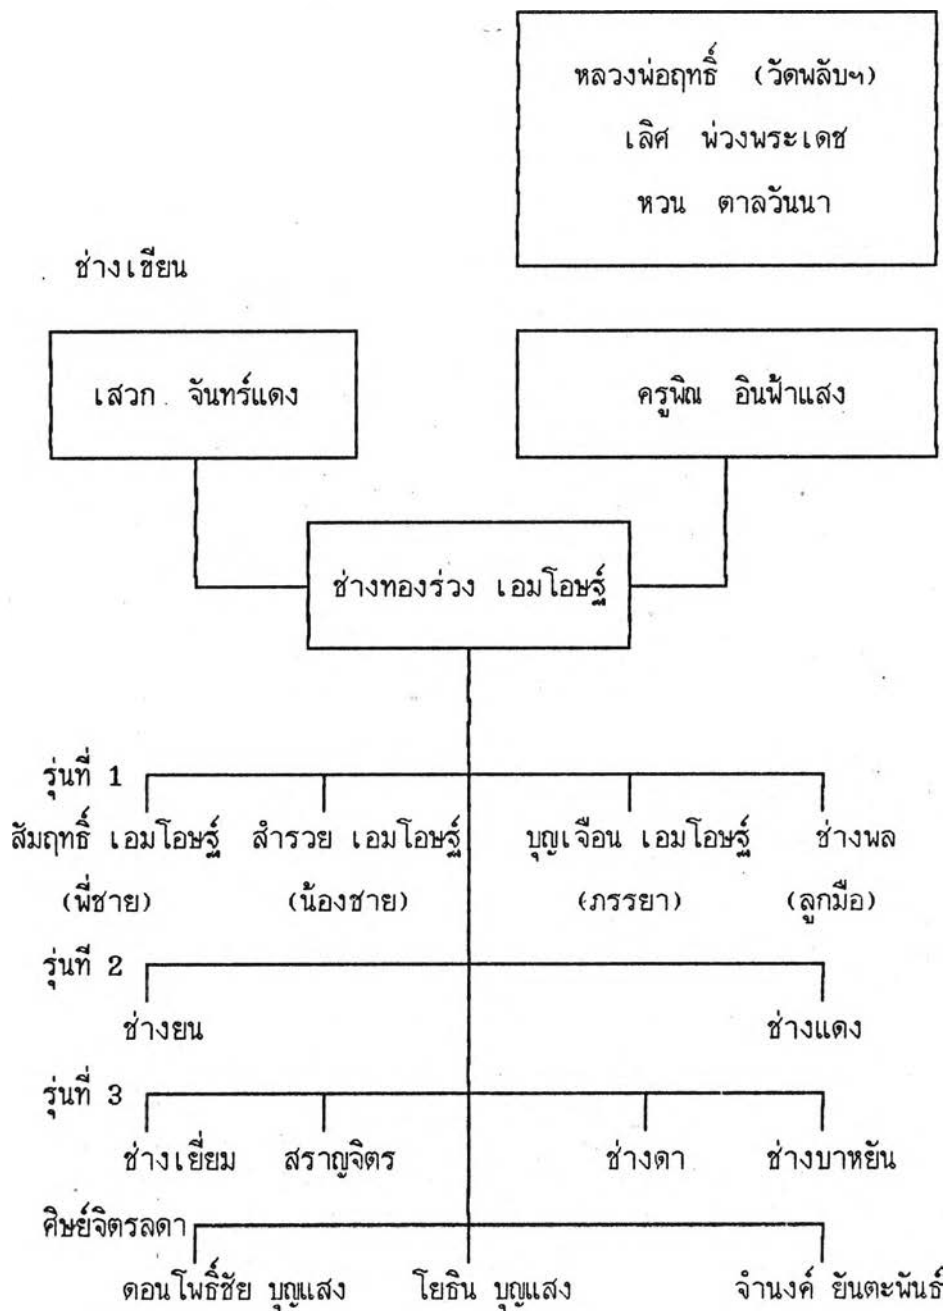 หลวงพ่อฤทธิ์ (วัดพลับฯ)
เลิศ พ่วงพระเดช
หวน ตาลวันนา
ช่างเขียน
เสวก จันทร์แดง
ครูพิณ อินฟ้าแสง
ช่างทองร่วง เอมโอษฐ์
รุ่นที่ 1
สัมฤทธิ์ เอมโอษฐ์ สำรวย เอมโอษฐ์ บุญเจือน เอมโอษฐ์ ช่างพล
(พี่ชาย) (น้องชาย) (ภรรยา) (ลูกมือ)
รุ่นที่ 2
ช่างยน ช่างแดง
รุ่นที่ 3
ช่างเยี่ยม สราญจิตร ช่างดา ช่างบาหยัน
ศิษย์จิตรลดา
ดอนโพธิ์ชัย บุญแสง โยธิน บุญแสง จำนงค์ ยันตะพันธ์